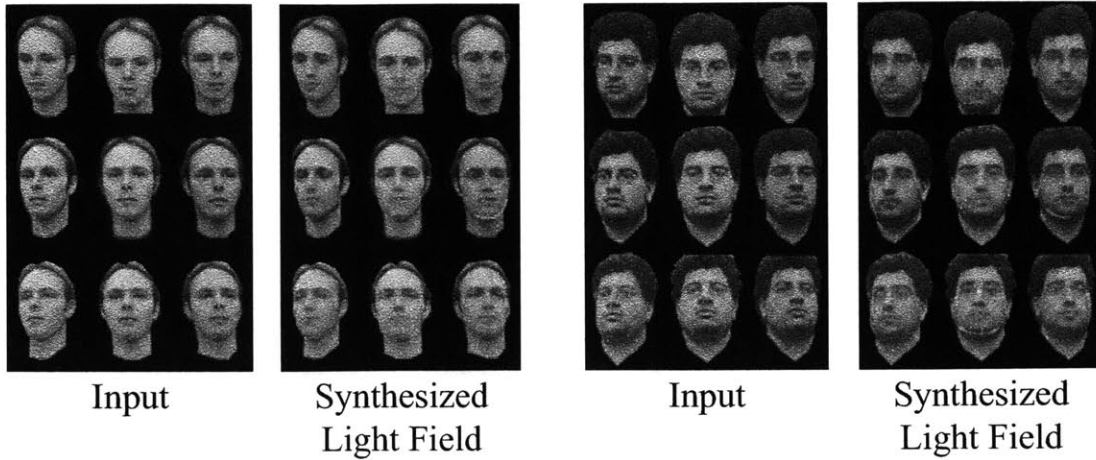 Input
Synthesized
Light Field
Input
Synthesized
Light Field